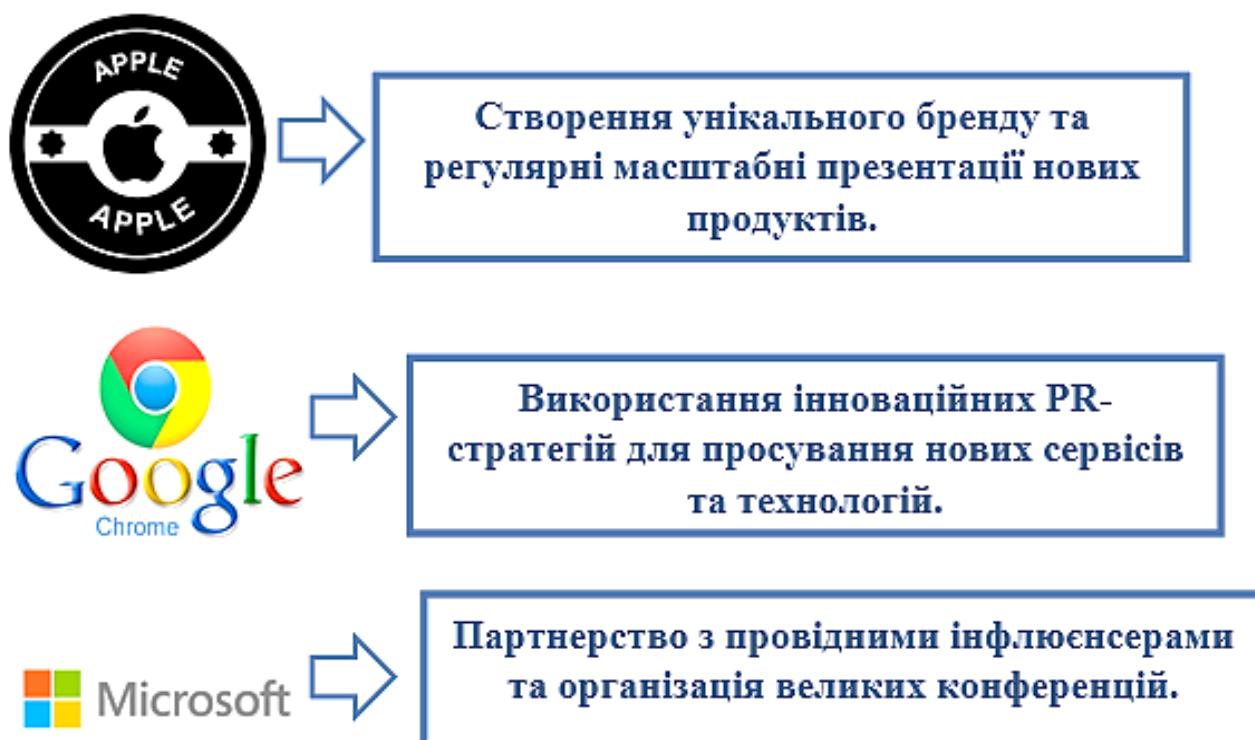 APPLE
APPLE
Створення унікального бренду та
регулярні масштабні презентації нових
продуктів.
Google
Chrome
Використання інноваційних PR-
стратегій для просування нових сервісів
та технологій.
Microsoft
Партнерство з провідними інфлюєнсерами
та організація великих конференцій.